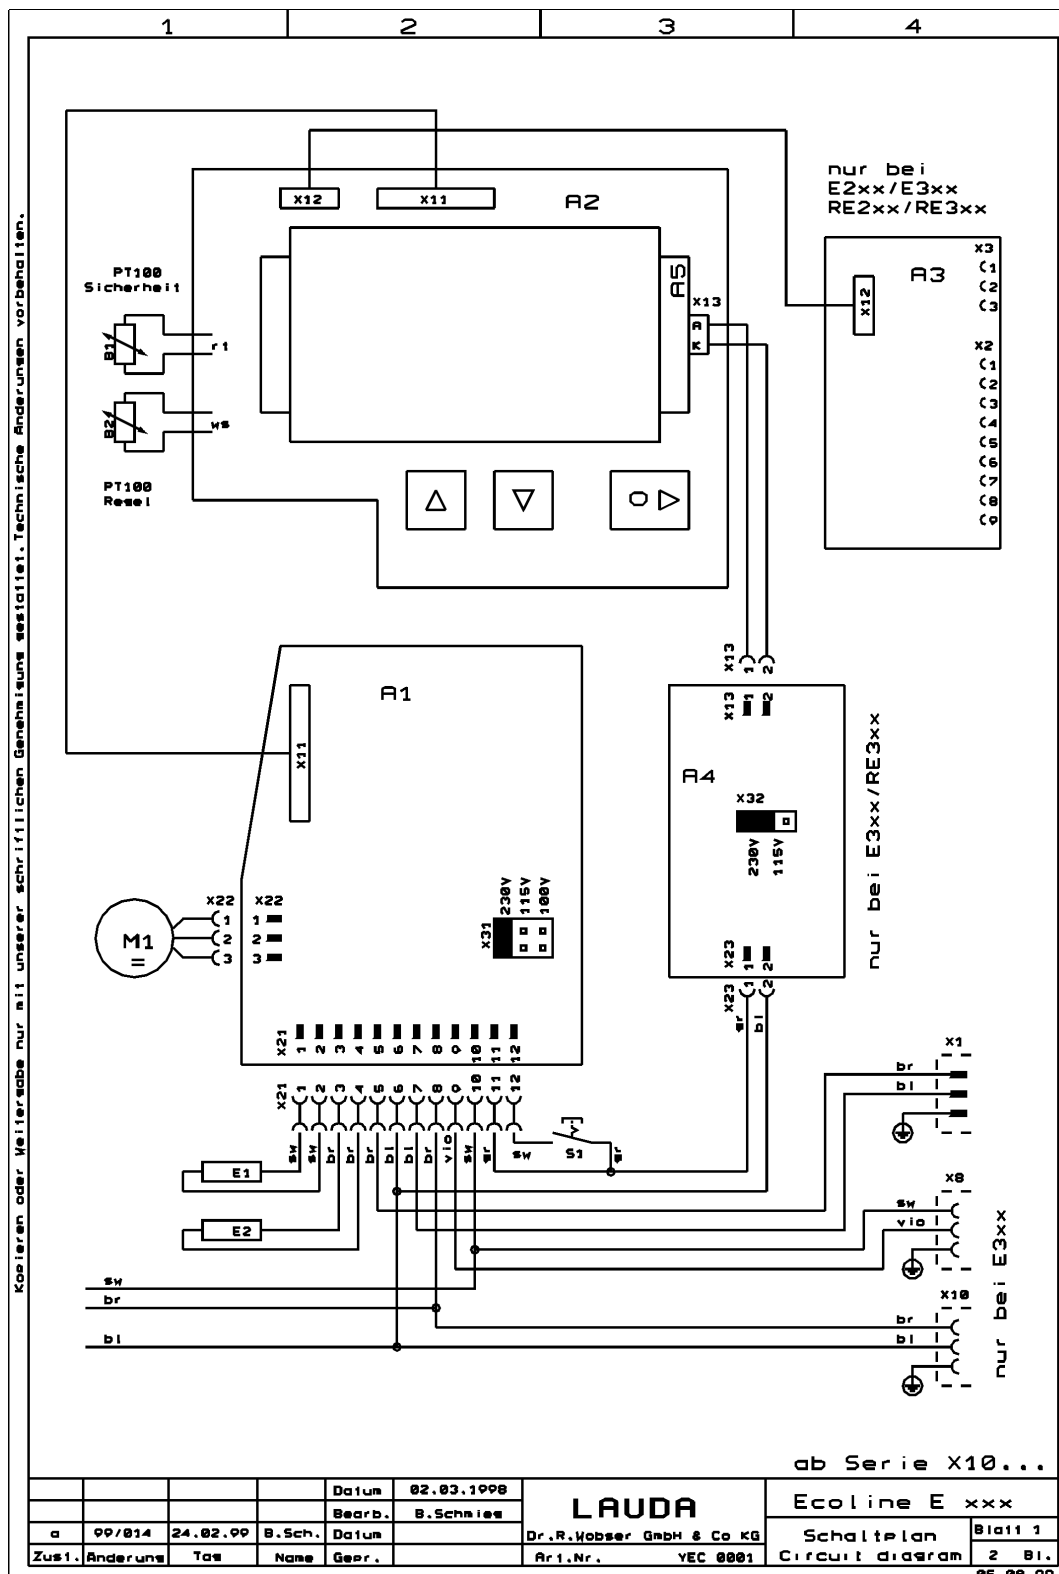 1 2 3 4
Kopieren oder Weitergabe nur mit unserer schriftlichen Genehmigung gestattet. Technische Änderungen vorbehalten.
X12
X11
A2
nur bei
E2xx/E3xx
RE2xx/RE3xx
A5
X13
A
K
A3
X12
X3
1
2
3
X2
1
2
3
4
5
6
7
8
9
PT100
Sicherheit
B1
rt
B2
ws
PT100
Regel
O
A1
X11
X13
1 2
X13
1 2
A4
X32
230V
115V
nur bei E3xx/RE3xx
X22 X22
1 1
2 2
3 3
M1
=
X31
230V
115V
100V
X23
1 2
X23
1 2
gr bl
X21
1 2 3 4 5 6 7 8 9 10 11 12
X21
1 2 3 4 5 6 7 8 9 10 11 12
sw sw br br br bl bl br vio sw gr sw
S1
gr
E1
E2
X1
br
bl
X8
sw
vio
X10
br
bl
nur bei E3xx
sw
br
bl
ab Serie X10...
Datum 02.03.1998
Bearb. B.Schmieg
a 99/014 24.02.99 B.Sch. Datum
Zust. Änderung Tag Name Gepr.
LAUDA
Dr.R.Wobser GmbH & Co KG
Art.Nr. YEC 0001
Ecoline E xxx
Schaltplan
Circuit diagram
Blatt 1
2 Bl.